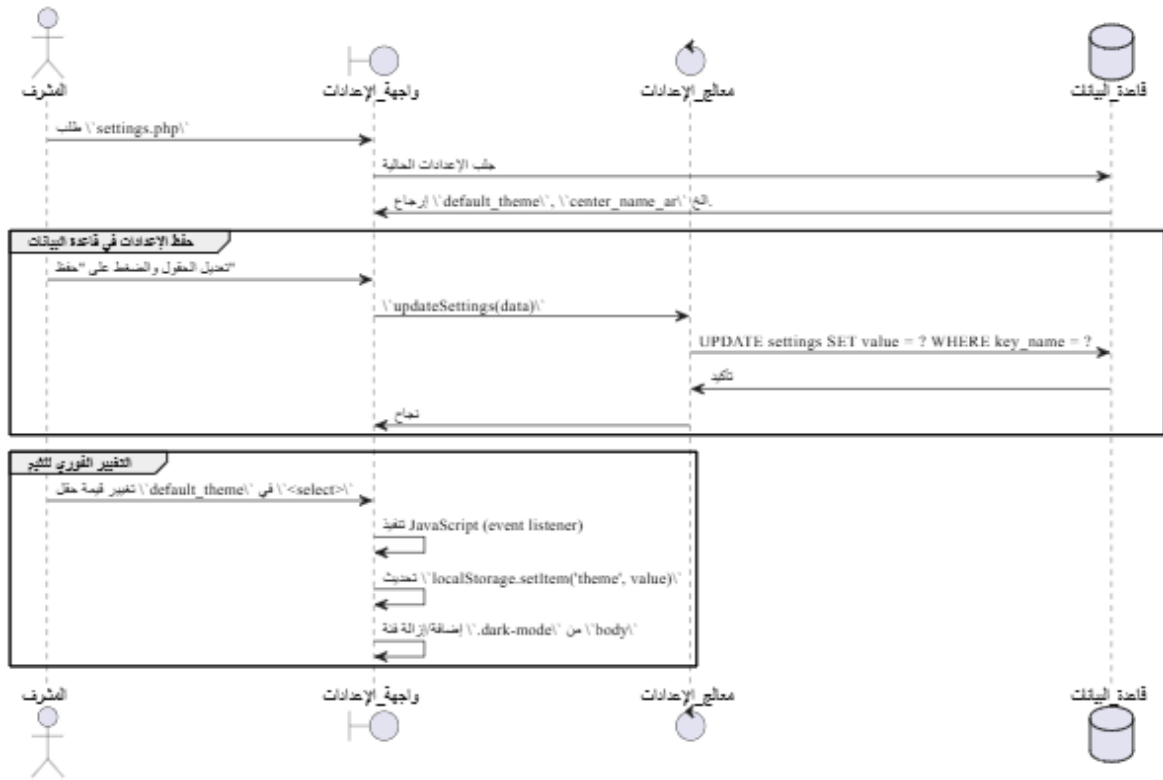 المشرف
واجهة_الإعدادات
معالج_الإعدادات
قاعدة_البيانات
طلب \`settings.php\`
جلب الإعدادات الحالية
إرجاع \`default_theme\`, \`center_name_ar\` الخ.
حفظ الإعدادات في قاعدة البيانات
تعديل الحقول والضغط على "حفظ"
\`updateSettings(data)\`
UPDATE settings SET value = ? WHERE key_name = ?
تأكيد
نجاح
التغيير الفوري للثيم
تغيير قيمة حقل \`default_theme\` في \`<select>\`
تنفيذ JavaScript (event listener)
تحديث \`localStorage.setItem('theme', value)\`
إضافة/إزالة فئة \`.dark-mode\` من \`body\`
المشرف
واجهة_الإعدادات
معالج_الإعدادات
قاعدة_البيانات